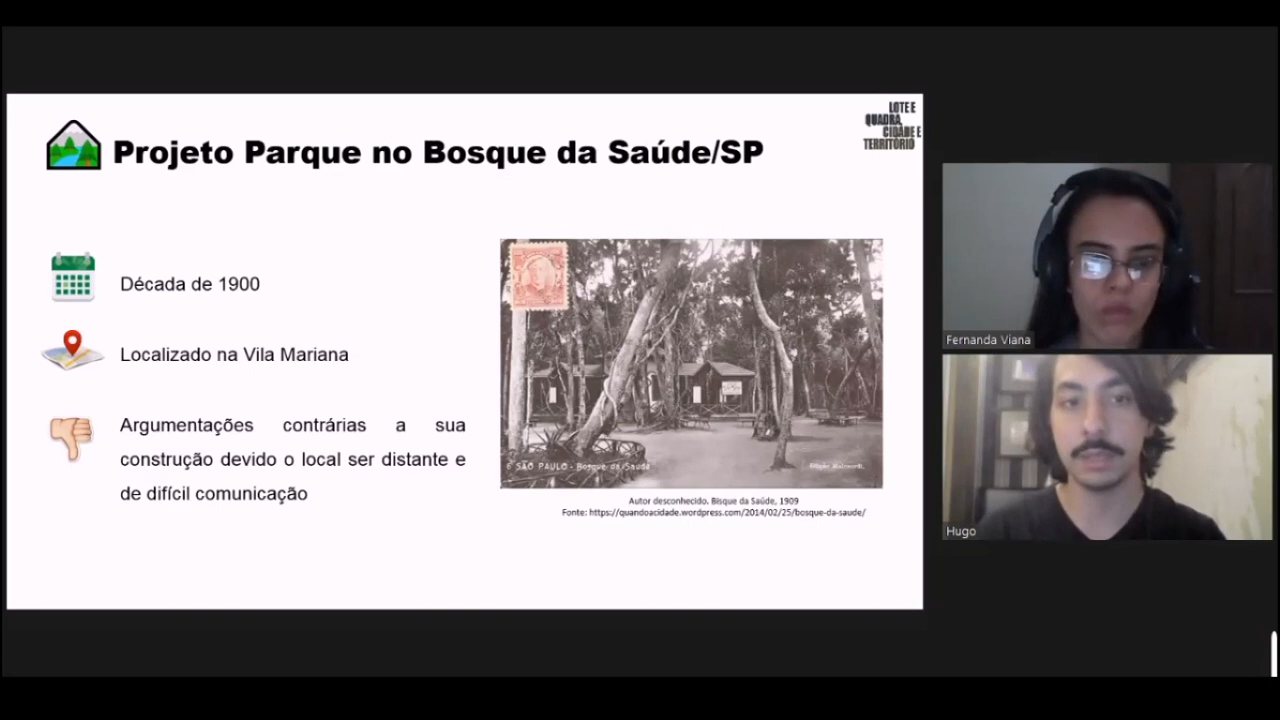 LOTE E
QUADRA,
CIDADE E
TERRITÓRIO
Projeto Parque no Bosque da Saúde/SP
Década de 1900
Localizado na Vila Mariana
Argumentações contrárias a sua
construção devido o local ser distante e
de difícil comunicação
SÃO PAULO - Bosque da Saude
Autor desconhecido. Bisque da Saúde, 1909
Fonte: https://quandoacidade.wordpress.com/2014/02/25/bosque-da-saude/
Fernanda Viana
Hugo